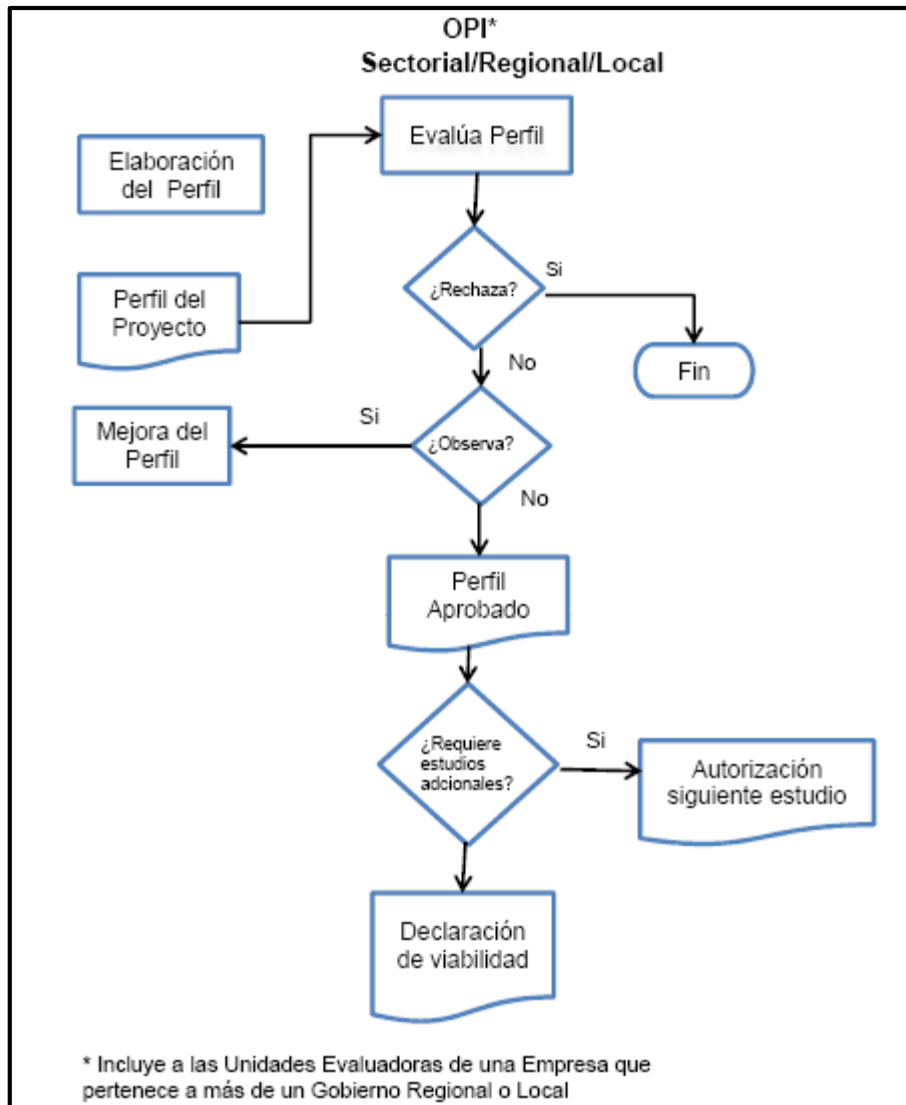 OPI*
Sectorial/Regional/Local
Evalúa Perfil
Elaboración
del Perfil
¿Rechaza?
Si
Perfil del
Proyecto
Fin
No
Mejora del
Perfil
Si
¿Observa?
No
Perfil
Aprobado
¿Requiere
estudios
adcionales?
Si
Autorización
siguiente estudio
Declaración
de viabilidad
* Incluye a las Unidades Evaluadoras de una Empresa que
pertenece a más de un Gobierno Regional o Local